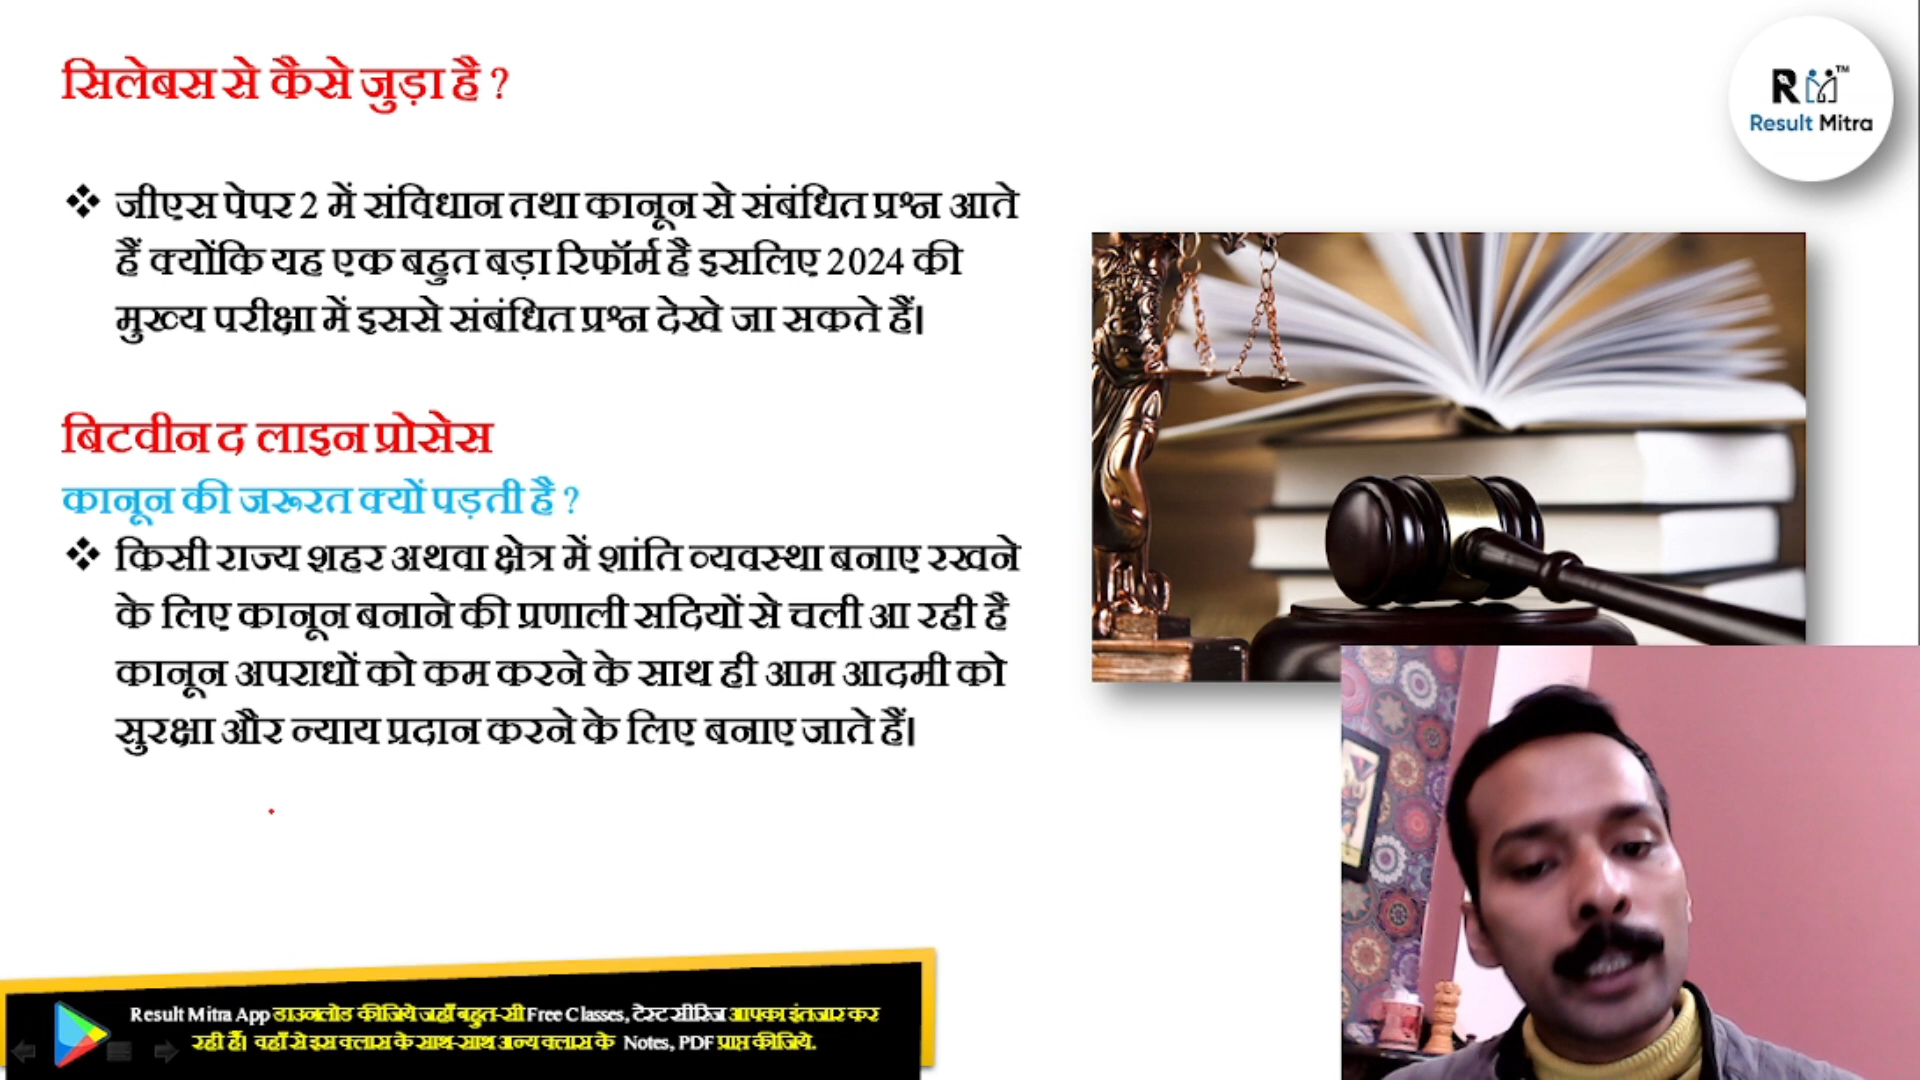 सिलेबस से कैसे जुड़ा है ?
RM™
Result Mitra
❖ जीएस पेपर 2 में संविधान तथा कानून से संबंधित प्रश्न आते
हैं क्योंकि यह एक बहुत बड़ा रिफॉर्म है इसलिए 2024 की
मुख्य परीक्षा में इससे संबंधित प्रश्न देखे जा सकते हैं।
बिटवीन द लाइन प्रोसेस
कानून की जरूरत क्यों पड़ती है ?
❖ किसी राज्य शहर अथवा क्षेत्र में शांति व्यवस्था बनाए रखने
के लिए कानून बनाने की प्रणाली सदियों से चली आ रही है
कानून अपराधों को कम करने के साथ ही आम आदमी को
सुरक्षा और न्याय प्रदान करने के लिए बनाए जाते हैं।
Result Mitra App डाउनलोड कीजिये जहाँ बहुत-सी Free Classes, टेस्ट सीरिज आपका इंतजार कर
रही हैं। वहाँ से इस क्लास के साथ-साथ अन्य क्लास के Notes, PDF प्राप्त कीजिये.